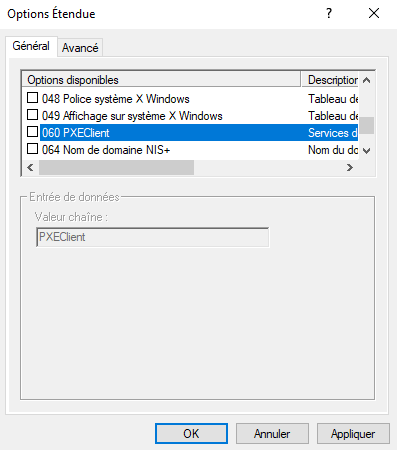 Options Étendue
?
Général Avancé
Options disponibles Description
048 Police système X Windows Tableau de
049 Affichage sur système X Windows Tableau de
060 PXEClient Services d
064 Nom de domaine NIS+ Nom du do
Entrée de données
Valeur chaîne :
PXEClient
OK Annuler Appliquer